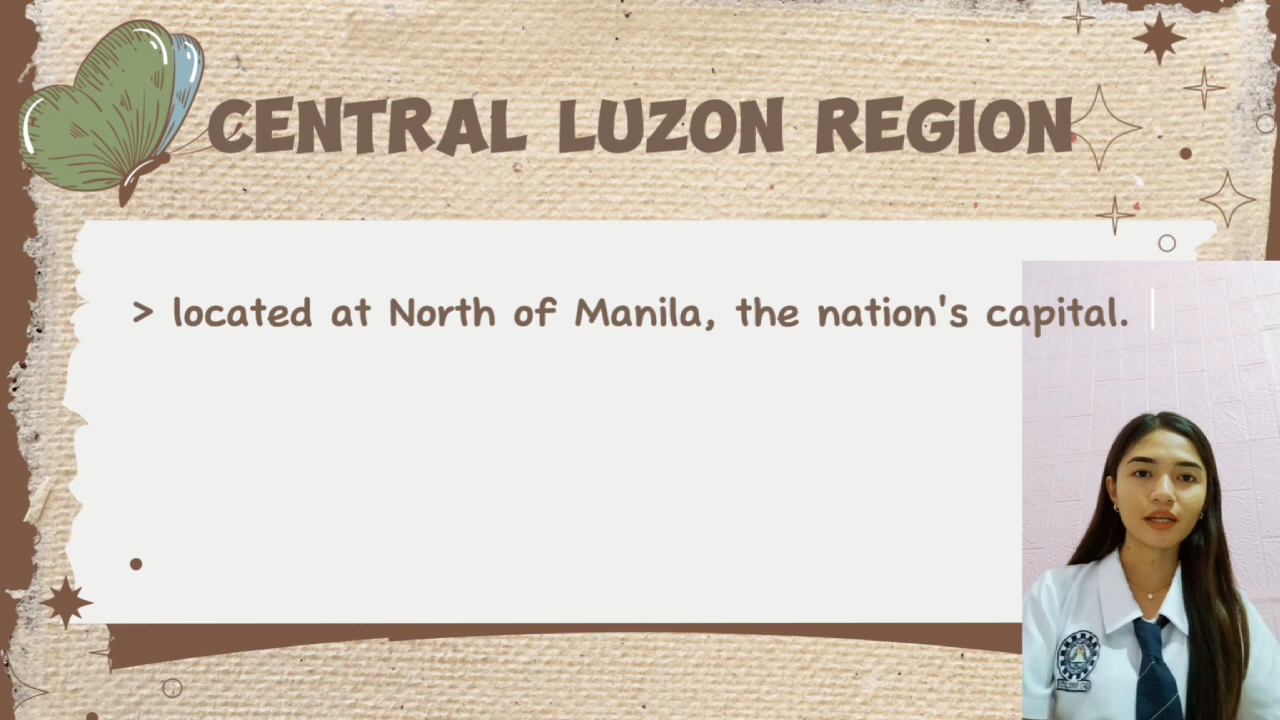 CENTRAL LUZON REGION
> located at North of Manila, the nation's capital.